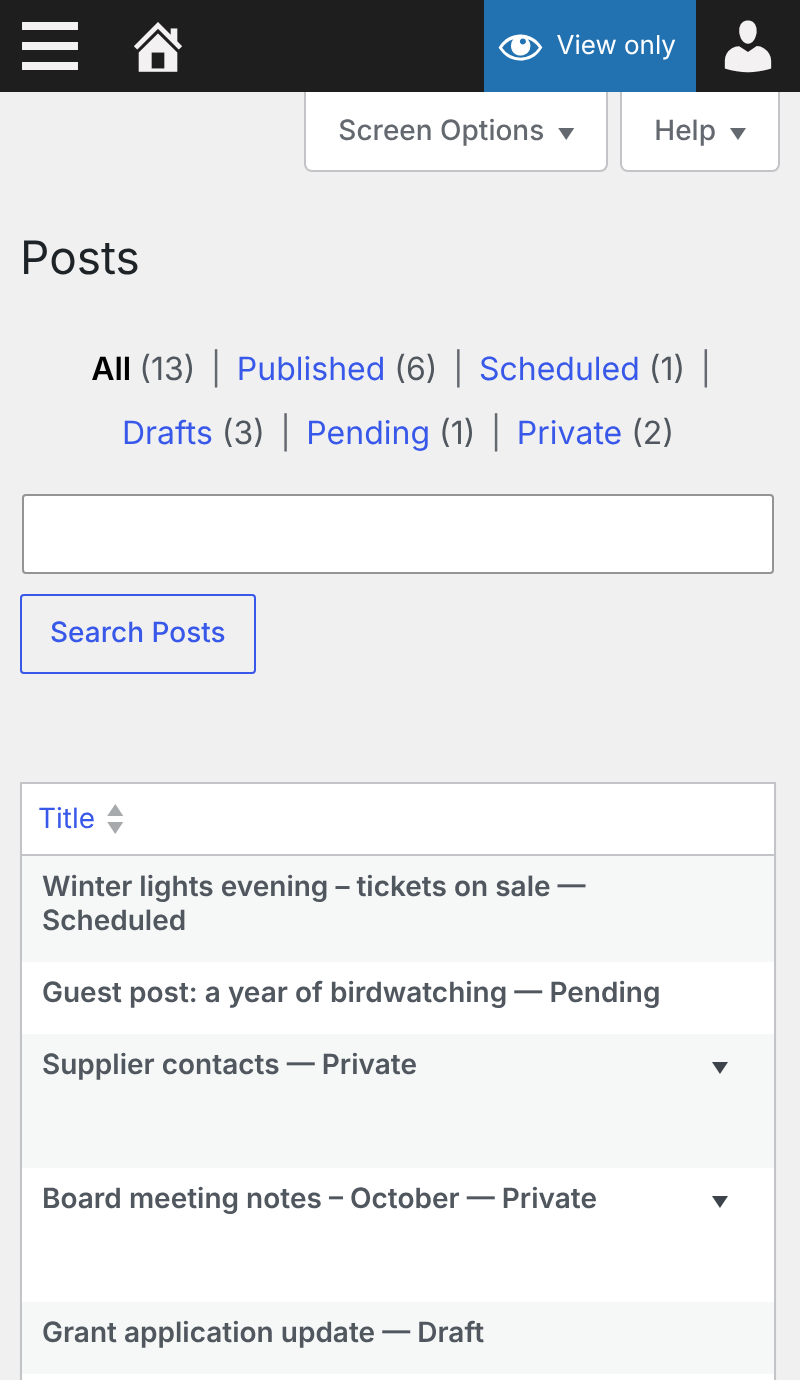 View only
Screen Options
Help
Posts
All (13) | Published (6) | Scheduled (1) |
Drafts (3) | Pending (1) | Private (2)
Search Posts
Title
Winter lights evening – tickets on sale —
Scheduled
Guest post: a year of birdwatching — Pending
Supplier contacts — Private
Board meeting notes – October — Private
Grant application update — Draft